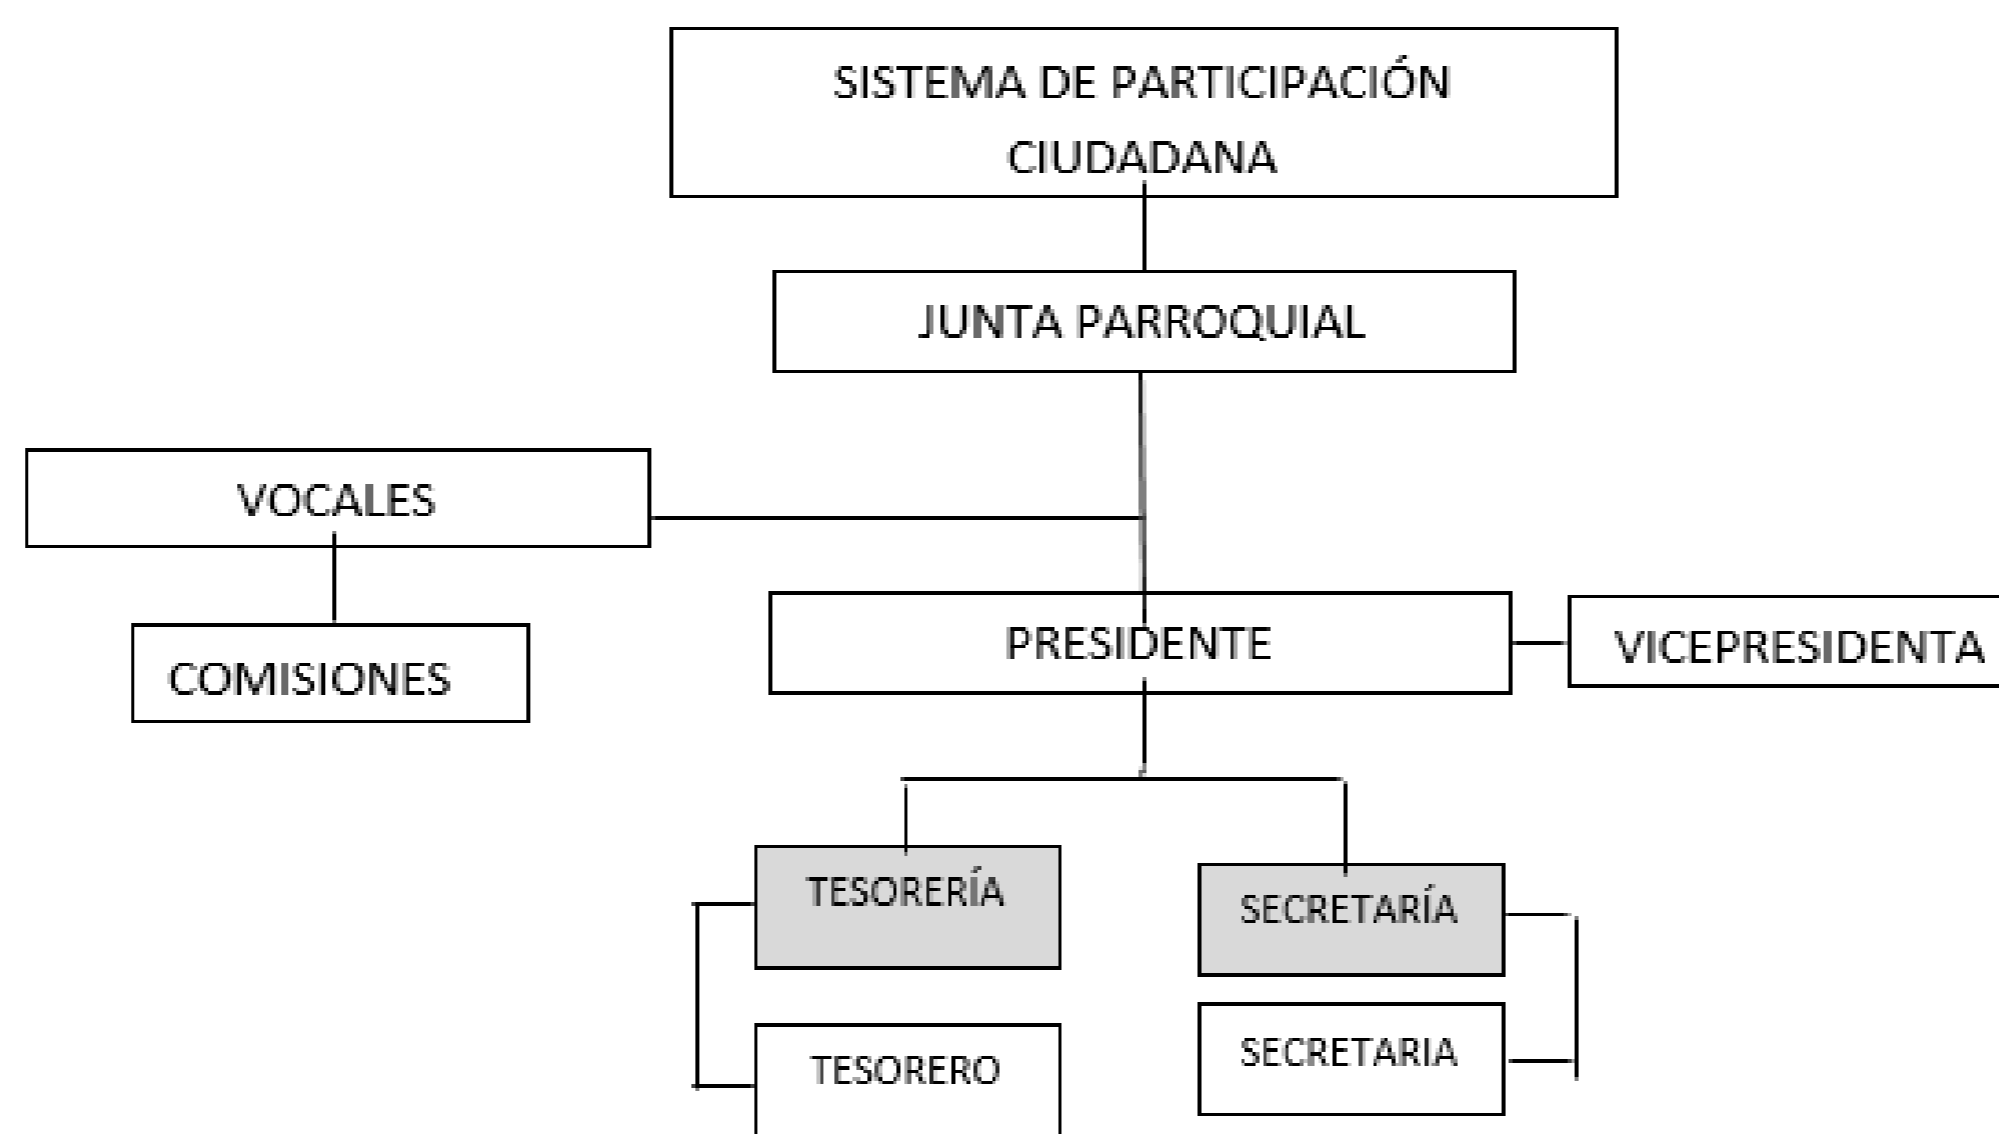 SISTEMA DE PARTICIPACIÓN
CIUDADANA
JUNTA PARROQUIAL
VOCALES
COMISIONES
PRESIDENTE
VICEPRESIDENTA
TESORERÍA
SECRETARÍA
TESORERO
SECRETARIA